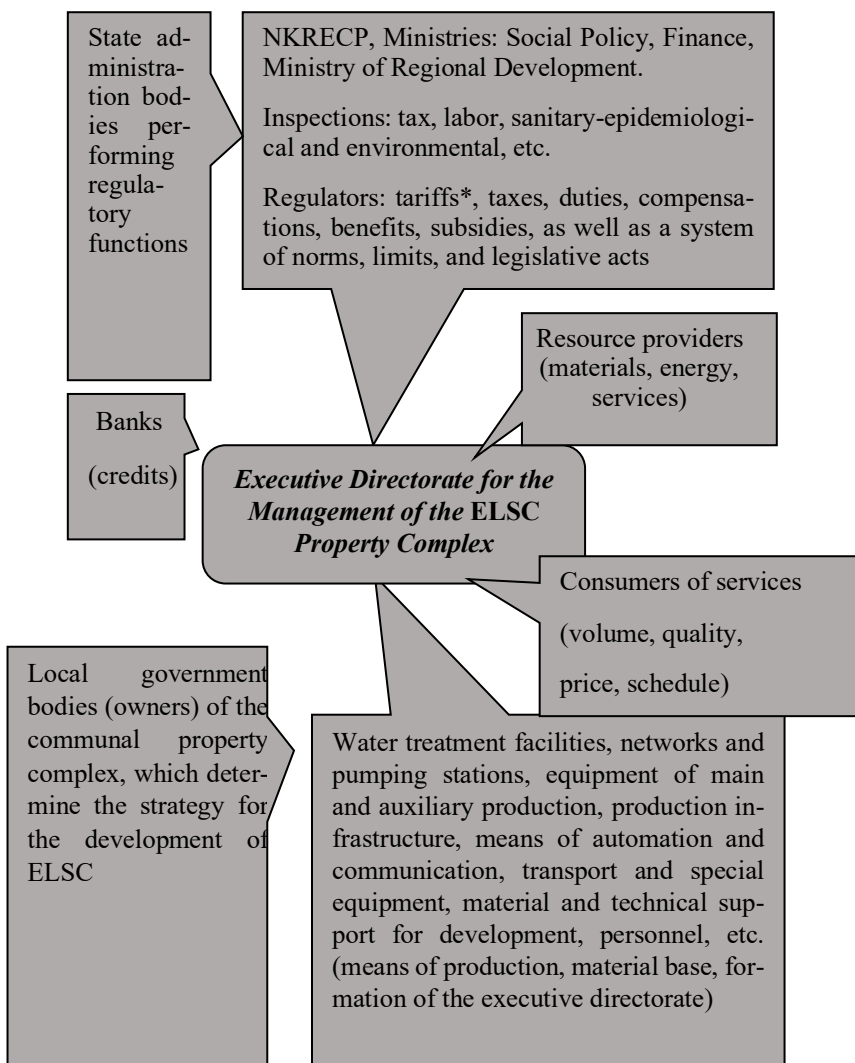 State ad-
ministra-
tion bod-
ies per-
forming
regula-
tory
functions
NKRECP, Ministries: Social Policy, Finance,
Ministry of Regional Development.
Inspections: tax, labor, sanitary-epidemiologi-
cal and environmental, etc.
Regulators: tariffs*, taxes, duties, compensa-
tions, benefits, subsidies, as well as a system
of norms, limits, and legislative acts
Resource providers
(materials, energy,
services)
Banks
(credits)
Executive Directorate for the
Management of the ELSC
Property Complex
Consumers of services
(volume, quality,
price, schedule)
Local government
bodies (owners) of the
communal property
complex, which deter-
mine the strategy for
the development of
ELSC
Water treatment facilities, networks and
pumping stations, equipment of main
and auxiliary production, production in-
frastructure, means of automation and
communication, transport and special
equipment, material and technical sup-
port for development, personnel, etc.
(means of production, material base, for-
mation of the executive directorate)